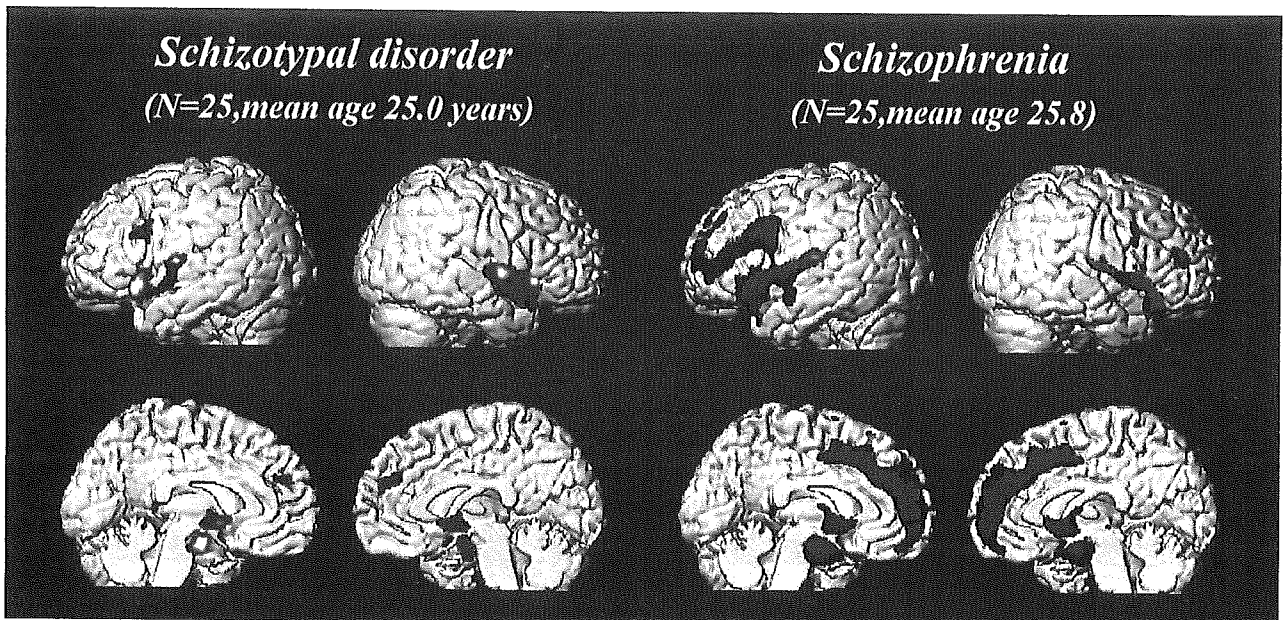 Schizotypal disorder
(N=25,mean age 25.0 years)
Schizophrenia
(N=25,mean age 25.8)